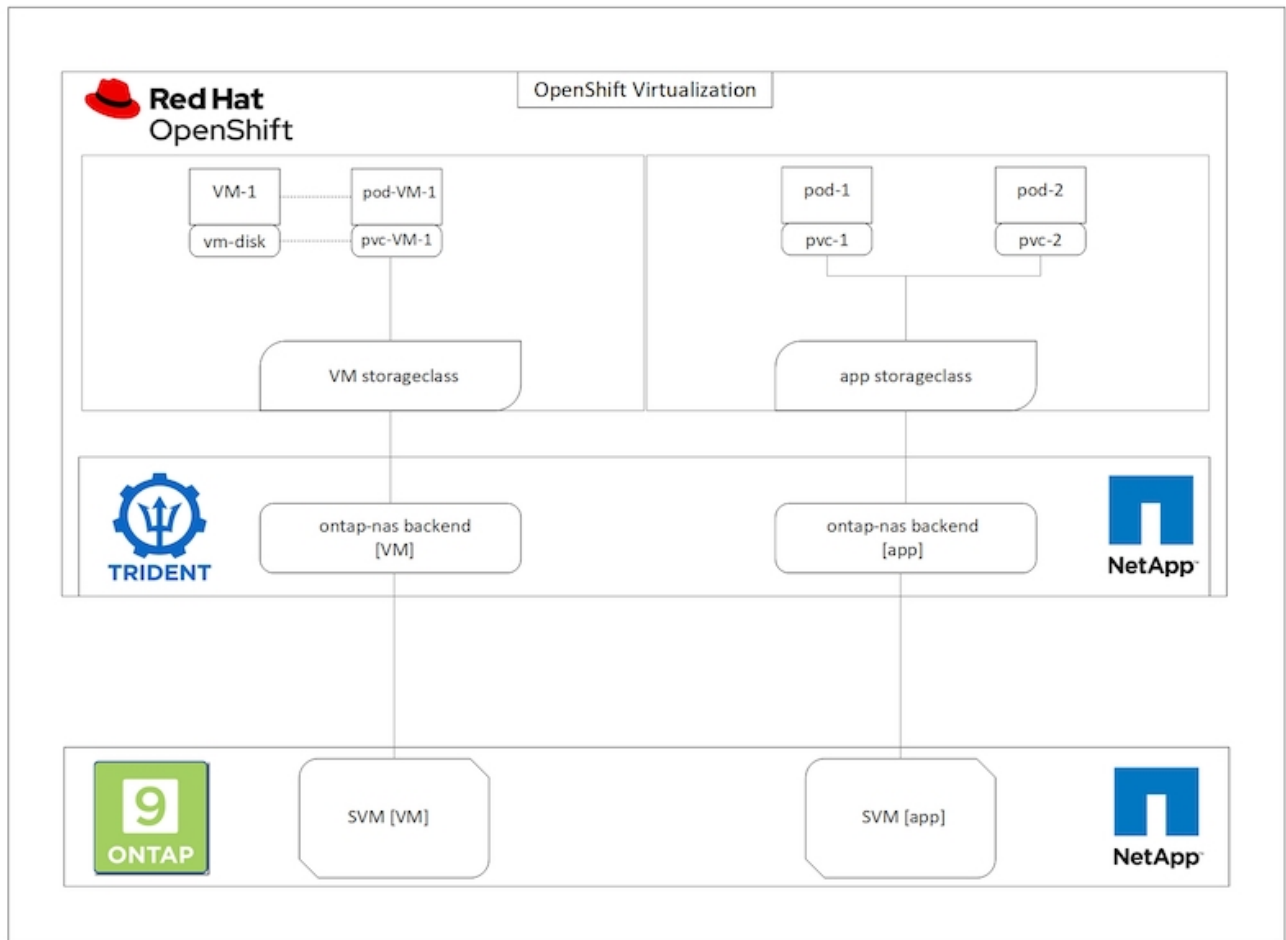 Red Hat
OpenShift
OpenShift Virtualization
VM-1
pod-VM-1
vm-disk
pvc-VM-1
pod-1
pod-2
pvc-1
pvc-2
VM storageclass
app storageclass
TRIDENT
ontap-nas backend
[VM]
ontap-nas backend
[app]
NetApp™
9
ONTAP
SVM [VM]
SVM [app]
NetApp™